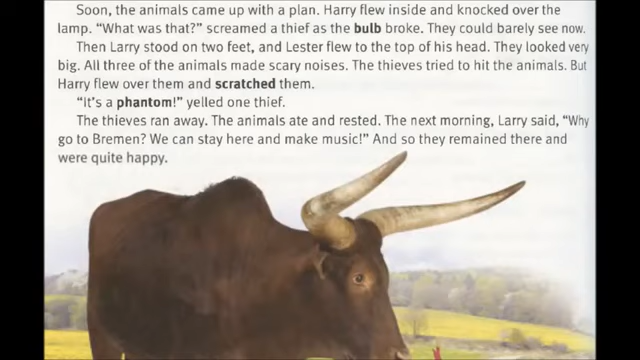 Soon, the animals came up with a plan. Harry flew inside and knocked over the
lamp. “What was that?” screamed a thief as the bulb broke. They could barely see now.
Then Larry stood on two feet, and Lester flew to the top of his head. They looked very
big. All three of the animals made scary noises. The thieves tried to hit the animals. But
Harry flew over them and scratched them.
“It’s a phantom!” yelled one thief.
The thieves ran away. The animals ate and rested. The next morning, Larry said, “Why
go to Bremen? We can stay here and make music!” And so they remained there and
were quite happy.